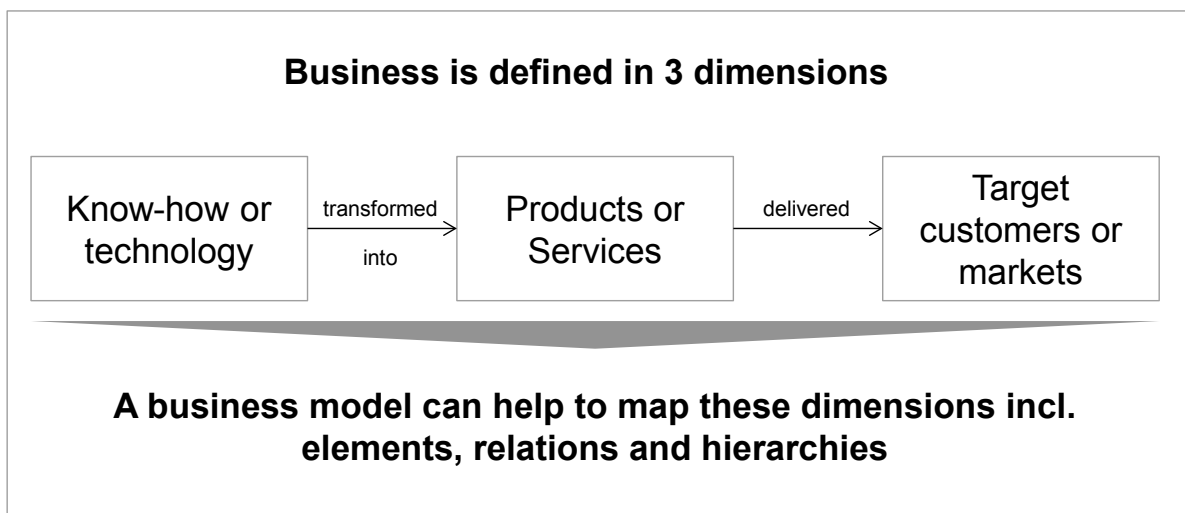 Business is defined in 3 dimensions
Know-how or
technology
transformed
into
Products or
Services
delivered
Target
customers or
markets
A business model can help to map these dimensions incl.
elements, relations and hierarchies